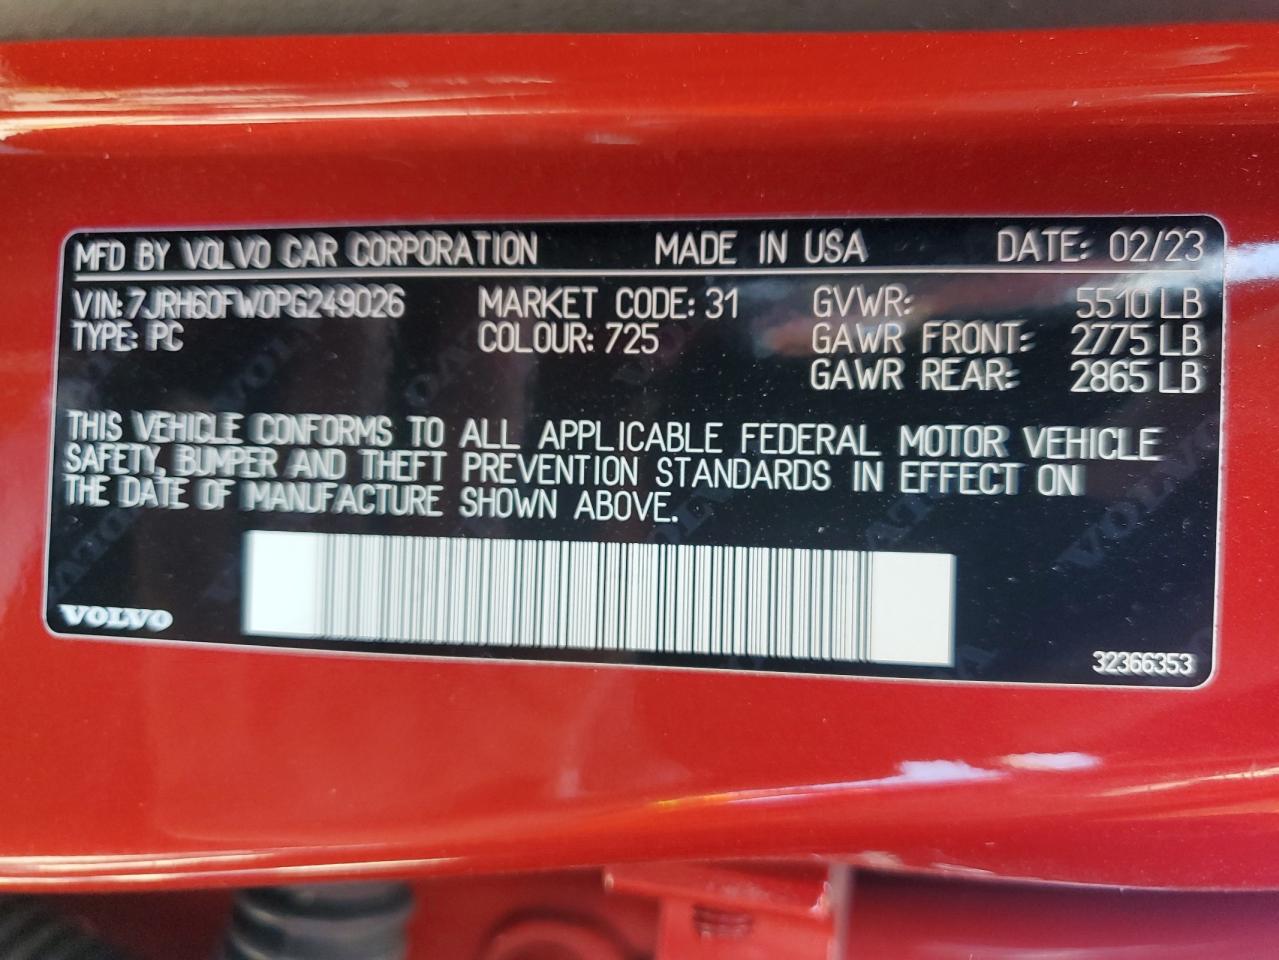 MFD BY VOLVO CAR CORPORATION MADE IN USA DATE: 02/23
VIN: 7JRH60FW0PG249026 MARKET CODE: 31 GVWR: 5510 LB
TYPE: PC COLOUR: 725 GAWR FRONT: 2775 LB
GAWR REAR: 2865 LB
THIS VEHICLE CONFORMS TO ALL APPLICABLE FEDERAL MOTOR VEHICLE
SAFETY, BUMPER AND THEFT PREVENTION STANDARDS IN EFFECT ON
THE DATE OF MANUFACTURE SHOWN ABOVE.
VOLVO
32366353